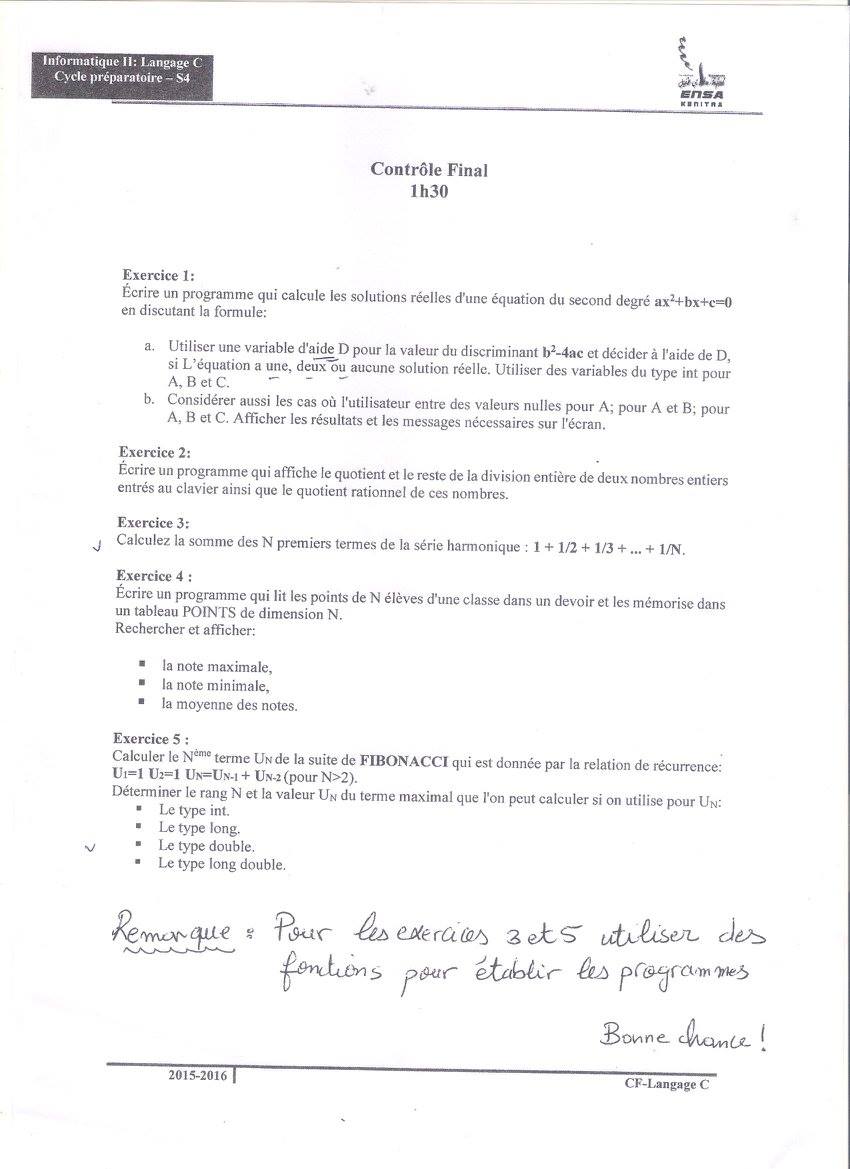 Informatique II: Langage C
Cycle préparatoire – S4
ENSA
KENITRA
Contrôle Final
1h30
Exercice 1:
Écrire un programme qui calcule les solutions réelles d'une équation du second degré ax²+bx+c=0
en discutant la formule:
a. Utiliser une variable d'aide D pour la valeur du discriminant b²-4ac et décider à l'aide de D,
si L'équation a une, deux ou aucune solution réelle. Utiliser des variables du type int pour
A, B et C.
b. Considérer aussi les cas où l'utilisateur entre des valeurs nulles pour A; pour A et B; pour
A, B et C. Afficher les résultats et les messages nécessaires sur l'écran.
Exercice 2:
Écrire un programme qui affiche le quotient et le reste de la division entière de deux nombres entiers
entrés au clavier ainsi que le quotient rationnel de ces nombres.
Exercice 3:
Calculez la somme des N premiers termes de la série harmonique : 1 + 1/2 + 1/3 + ... + 1/N.
Exercice 4 :
Écrire un programme qui lit les points de N élèves d'une classe dans un devoir et les mémorise dans
un tableau POINTS de dimension N.
Rechercher et afficher:
▪ la note maximale,
▪ la note minimale,
▪ la moyenne des notes.
Exercice 5 :
Calculer le Nème terme UN de la suite de FIBONACCI qui est donnée par la relation de récurrence:
U1=1 U2=1 UN=UN-1 + UN-2 (pour N>2).
Déterminer le rang N et la valeur UN du terme maximal que l'on peut calculer si on utilise pour UN:
▪ Le type int.
▪ Le type long.
▪ Le type double.
▪ Le type long double.
Remarque : Pour les exercices 3 et 5 utiliser des
fonctions pour établir les programmes
Bonne chance !
2015-2016
CF-Langage C